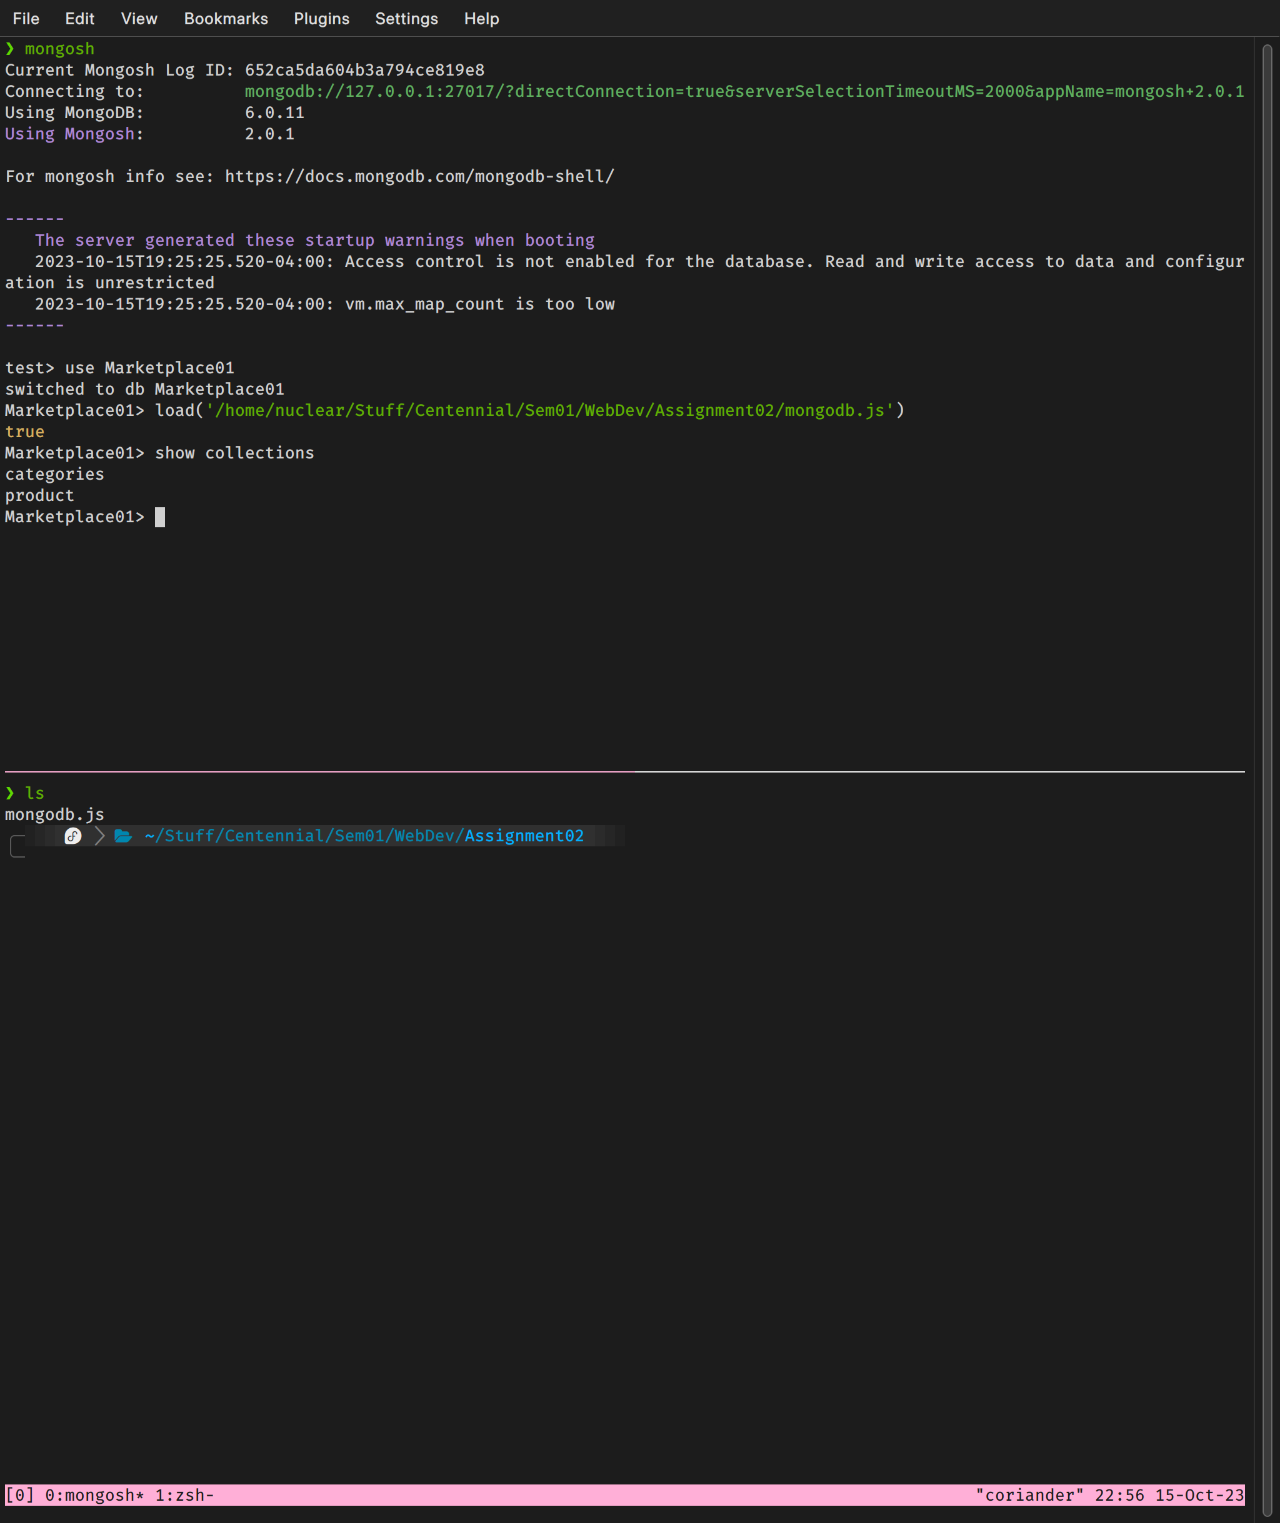 File Edit View Bookmarks Plugins Settings Help
❯ mongosh
Current Mongosh Log ID: 652ca5da604b3a794ce819e8
Connecting to:          mongodb://127.0.0.1:27017/?directConnection=true&serverSelectionTimeoutMS=2000&appName=mongosh+2.0.1
Using MongoDB:          6.0.11
Using Mongosh:          2.0.1
For mongosh info see: https://docs.mongodb.com/mongodb-shell/
------
   The server generated these startup warnings when booting
   2023-10-15T19:25:25.520-04:00: Access control is not enabled for the database. Read and write access to data and configur
ation is unrestricted
   2023-10-15T19:25:25.520-04:00: vm.max_map_count is too low
------
test> use Marketplace01
switched to db Marketplace01
Marketplace01> load('/home/nuclear/Stuff/Centennial/Sem01/WebDev/Assignment02/mongodb.js')
true
Marketplace01> show collections
categories
product
Marketplace01>
❯ ls
mongodb.js
~/Stuff/Centennial/Sem01/WebDev/Assignment02
[0] 0:mongosh* 1:zsh- "coriander" 22:56 15-Oct-23